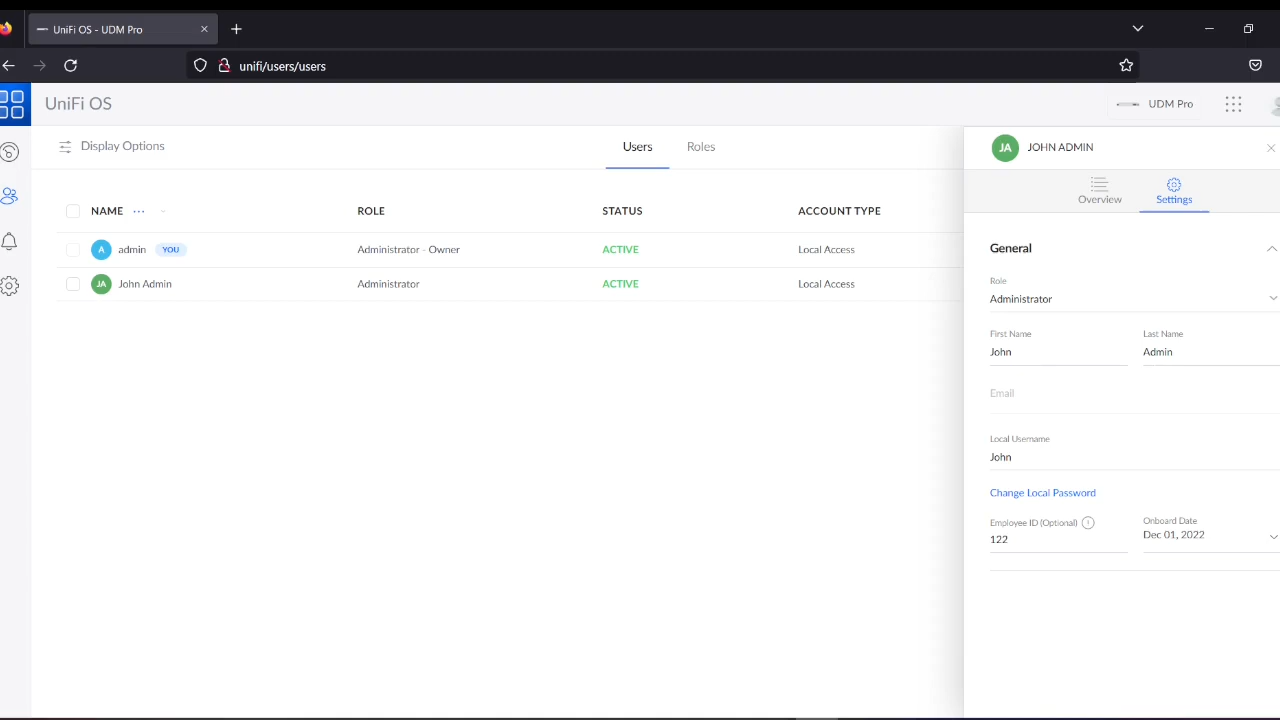 UniFi OS - UDM Pro
unifi/users/users
UniFi OS
UDM Pro
Display Options
Users
Roles
NAME ROLE STATUS ACCOUNT TYPE
A admin YOU Administrator - Owner ACTIVE Local Access
JA John Admin Administrator ACTIVE Local Access
JA JOHN ADMIN
Overview Settings
General
Role
Administrator
First Name Last Name
John Admin
Email
Local Username
John
Change Local Password
Employee ID (Optional) Onboard Date
122 Dec 01, 2022